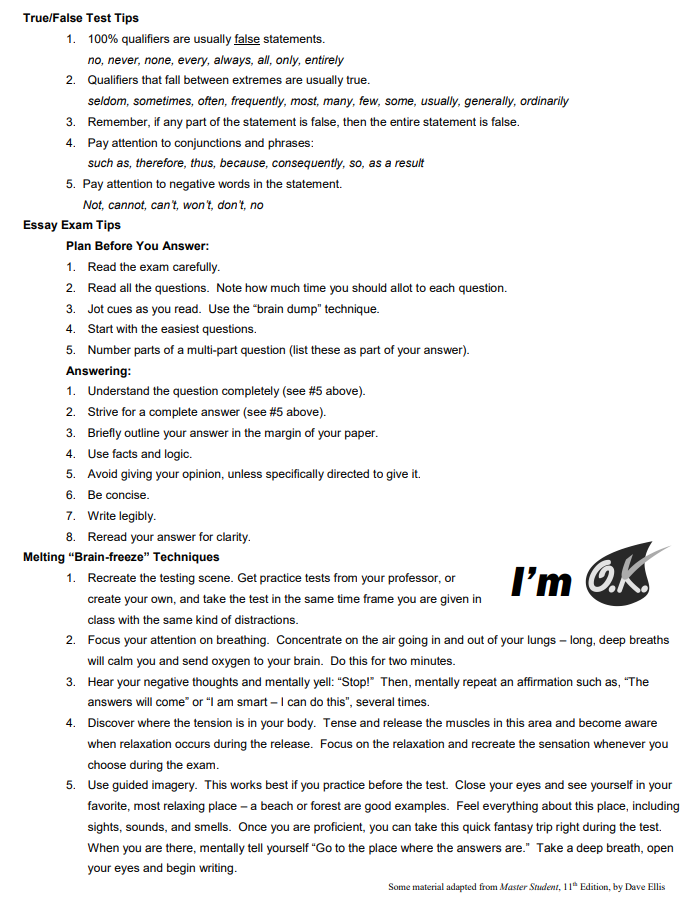 True/False Test Tips
1. 100% qualifiers are usually false statements.
no, never, none, every, always, all, only, entirely
2. Qualifiers that fall between extremes are usually true.
seldom, sometimes, often, frequently, most, many, few, some, usually, generally, ordinarily
3. Remember, if any part of the statement is false, then the entire statement is false.
4. Pay attention to conjunctions and phrases:
such as, therefore, thus, because, consequently, so, as a result
5. Pay attention to negative words in the statement.
Not, cannot, can't, won't, don't, no
Essay Exam Tips
Plan Before You Answer:
1. Read the exam carefully.
2. Read all the questions. Note how much time you should allot to each question.
3. Jot cues as you read. Use the “brain dump” technique.
4. Start with the easiest questions.
5. Number parts of a multi-part question (list these as part of your answer).
Answering:
1. Understand the question completely (see #5 above).
2. Strive for a complete answer (see #5 above).
3. Briefly outline your answer in the margin of your paper.
4. Use facts and logic.
5. Avoid giving your opinion, unless specifically directed to give it.
6. Be concise.
7. Write legibly.
8. Reread your answer for clarity.
Melting “Brain-freeze” Techniques
I'm O.K.
1. Recreate the testing scene. Get practice tests from your professor, or
create your own, and take the test in the same time frame you are given in
class with the same kind of distractions.
2. Focus your attention on breathing. Concentrate on the air going in and out of your lungs – long, deep breaths
will calm you and send oxygen to your brain. Do this for two minutes.
3. Hear your negative thoughts and mentally yell: “Stop!” Then, mentally repeat an affirmation such as, “The
answers will come” or “I am smart – I can do this”, several times.
4. Discover where the tension is in your body. Tense and release the muscles in this area and become aware
when relaxation occurs during the release. Focus on the relaxation and recreate the sensation whenever you
choose during the exam.
5. Use guided imagery. This works best if you practice before the test. Close your eyes and see yourself in your
favorite, most relaxing place – a beach or forest are good examples. Feel everything about this place, including
sights, sounds, and smells. Once you are proficient, you can take this quick fantasy trip right during the test.
When you are there, mentally tell yourself “Go to the place where the answers are.” Take a deep breath, open
your eyes and begin writing.
Some material adapted from Master Student, 11th Edition, by Dave Ellis